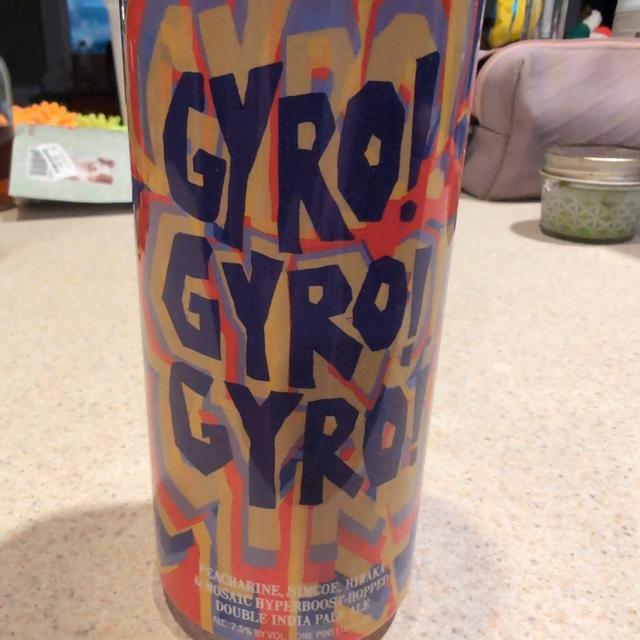 GYRO!
GYRO!
GYRO!
PEACHARINE, SIMCOE, RIWAKA
& MOSAIC HYPERBOOST-HOPPED
DOUBLE INDIA PALE ALE
ALC. 7.5% BY VOL. ONE PINT